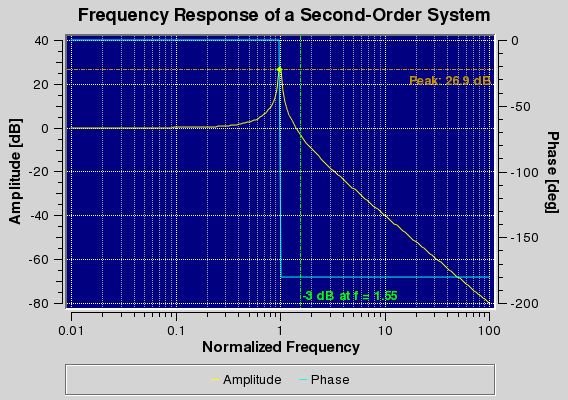 Frequency Response of a Second-Order System
40
20
0
-20
-40
-60
-80
Amplitude [dB]
Peak: 26.9 dB
-3 dB at f = 1.55
0
-50
-100
-150
-200
Phase [deg]
0.01
0.1
1
10
100
Normalized Frequency
Amplitude
Phase